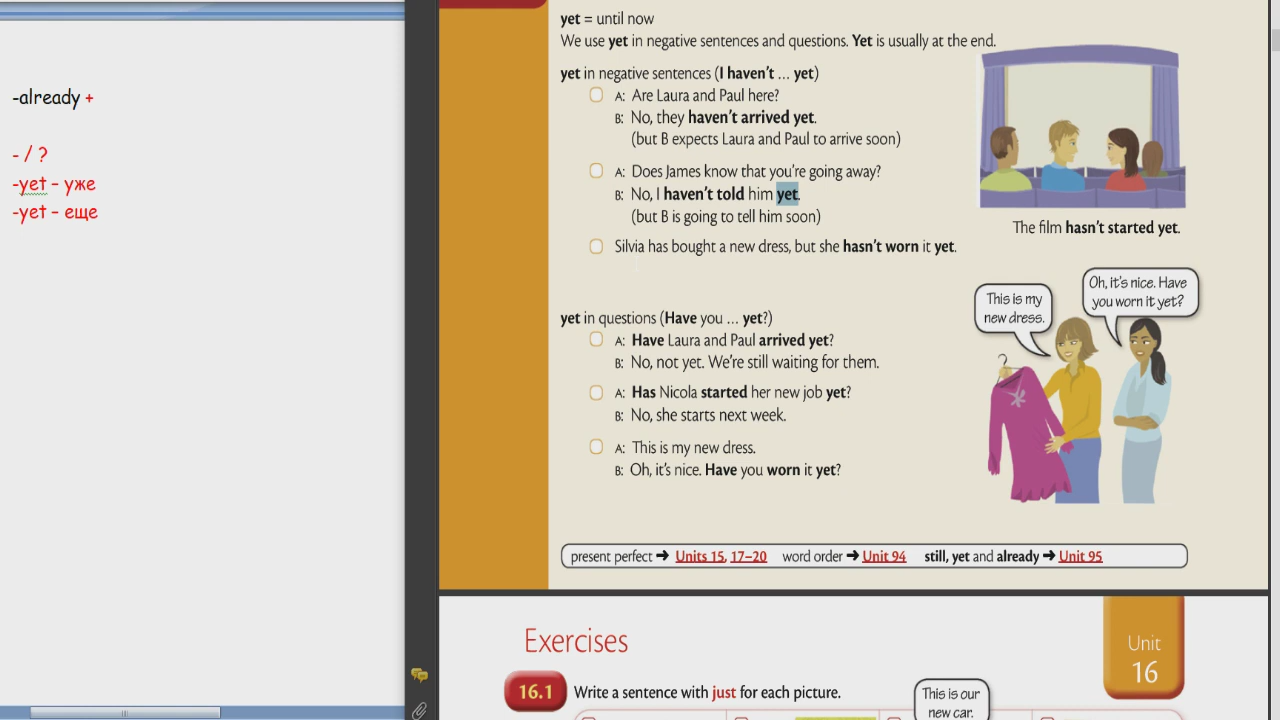 -already +
- / ?
-yet – уже
-yet – еще
yet = until now
We use yet in negative sentences and questions. Yet is usually at the end.
yet in negative sentences (I haven't ... yet)
A: Are Laura and Paul here?
B: No, they haven't arrived yet.
(but B expects Laura and Paul to arrive soon)
A: Does James know that you're going away?
B: No, I haven't told him yet.
(but B is going to tell him soon)
Silvia has bought a new dress, but she hasn't worn it yet.
The film hasn't started yet.
yet in questions (Have you ... yet?)
A: Have Laura and Paul arrived yet?
B: No, not yet. We're still waiting for them.
A: Has Nicola started her new job yet?
B: No, she starts next week.
A: This is my new dress.
B: Oh, it's nice. Have you worn it yet?
This is my
new dress.
Oh, it's nice. Have
you worn it yet?
present perfect ➜ Units 15, 17–20 word order ➜ Unit 94 still, yet and already ➜ Unit 95
Exercises
Unit
16
16.1 Write a sentence with just for each picture.
This is our
new car.